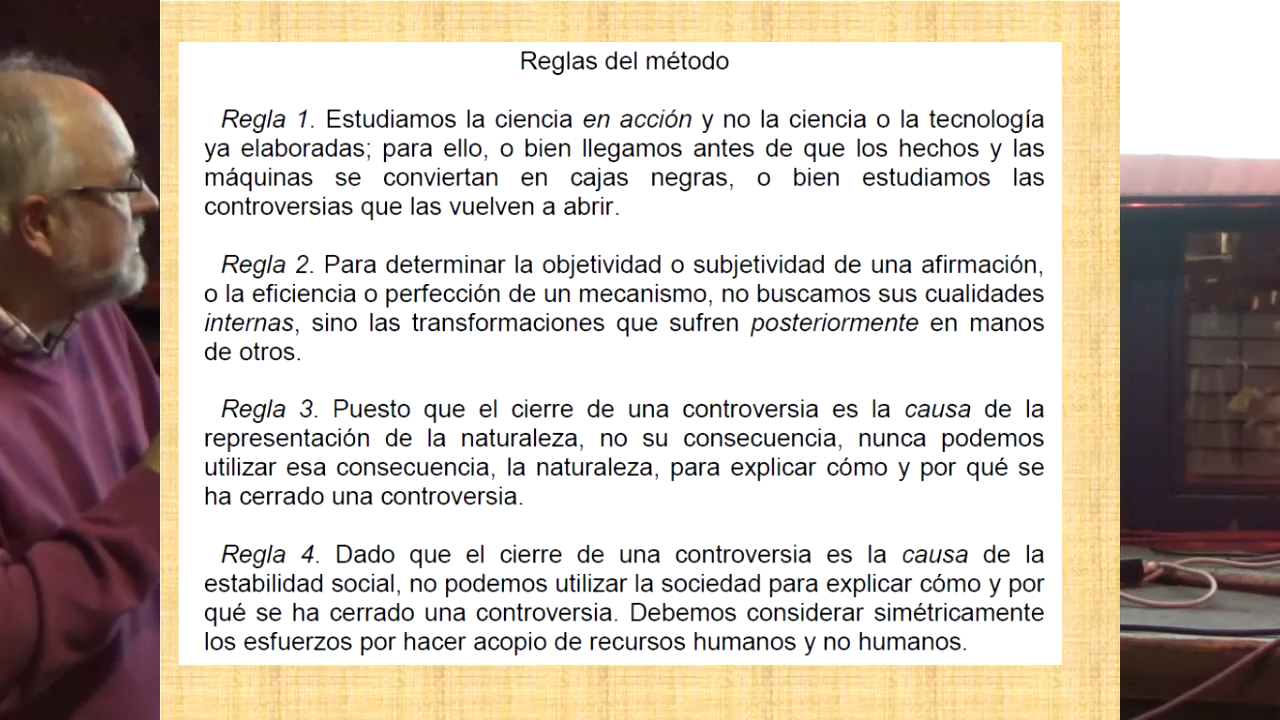 Reglas del método
Regla 1. Estudiamos la ciencia en acción y no la ciencia o la tecnología
ya elaboradas; para ello, o bien llegamos antes de que los hechos y las
máquinas se conviertan en cajas negras, o bien estudiamos las
controversias que las vuelven a abrir.
Regla 2. Para determinar la objetividad o subjetividad de una afirmación,
o la eficiencia o perfección de un mecanismo, no buscamos sus cualidades
internas, sino las transformaciones que sufren posteriormente en manos
de otros.
Regla 3. Puesto que el cierre de una controversia es la causa de la
representación de la naturaleza, no su consecuencia, nunca podemos
utilizar esa consecuencia, la naturaleza, para explicar cómo y por qué se
ha cerrado una controversia.
Regla 4. Dado que el cierre de una controversia es la causa de la
estabilidad social, no podemos utilizar la sociedad para explicar cómo y por
qué se ha cerrado una controversia. Debemos considerar simétricamente
los esfuerzos por hacer acopio de recursos humanos y no humanos.